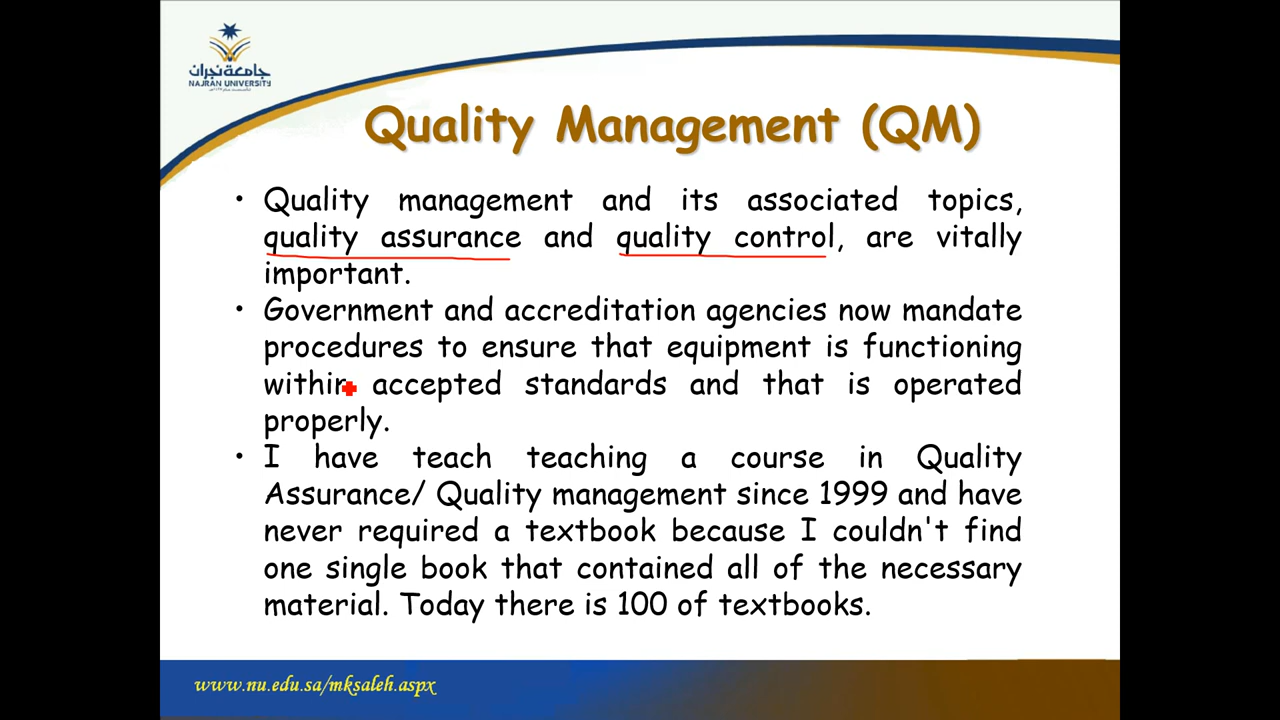 جامعة نجران
NAJRAN UNIVERSITY
Quality Management (QM)
• Quality management and its associated topics,
quality assurance and quality control, are vitally
important.
• Government and accreditation agencies now mandate
procedures to ensure that equipment is functioning
within accepted standards and that is operated
properly.
• I have teach teaching a course in Quality
Assurance/ Quality management since 1999 and have
never required a textbook because I couldn't find
one single book that contained all of the necessary
material. Today there is 100 of textbooks.
www.nu.edu.sa/mksaleh.aspx